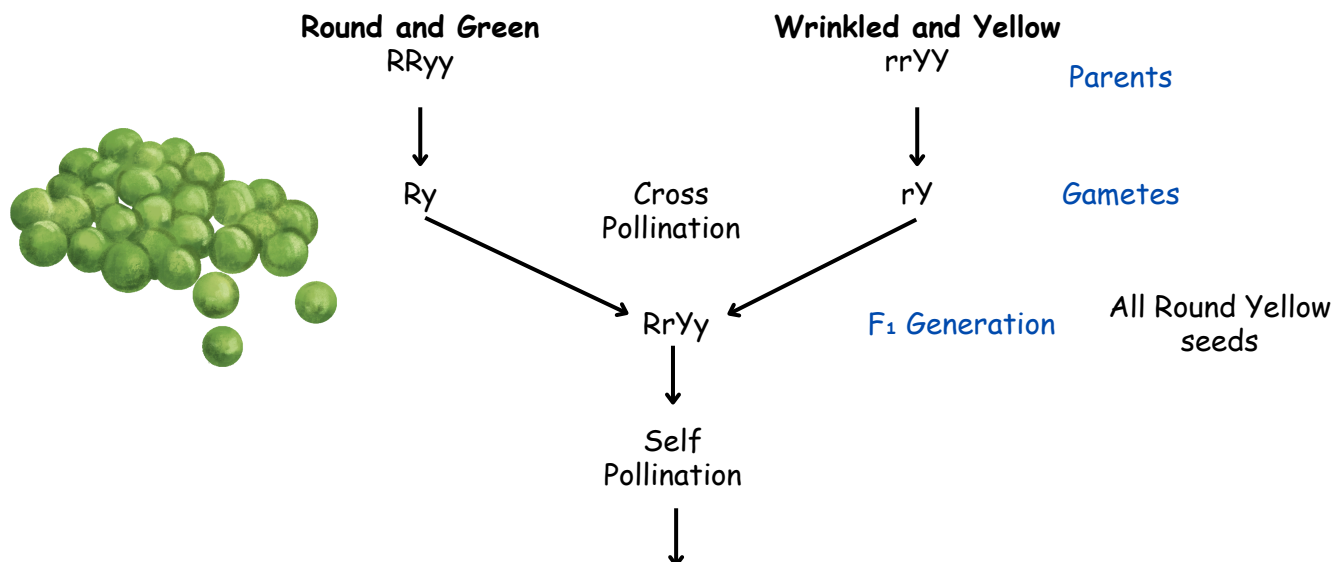 Round and Green
Wrinkled and Yellow
RRyy
rrYY
Parents
Ry
Cross
Pollination
rY
Gametes
RrYy
F₁ Generation
All Round Yellow
seeds
Self
Pollination